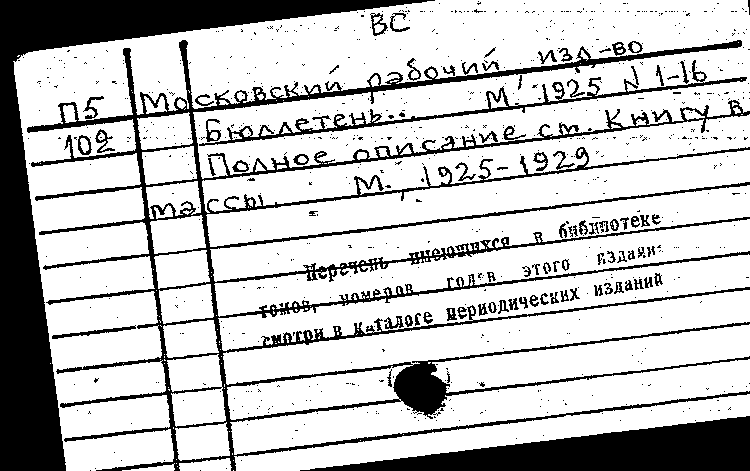 ВС
П5 Московский рабочий изд-во
102 Бюллетень... М., 1925 N 1-16
Полное описание см. Книгу в
массы. М., 1925-1929
Перечень имеющихся в библиотеке
томов, номеров годов этого издани-
смотри в каталоге периодических изданий